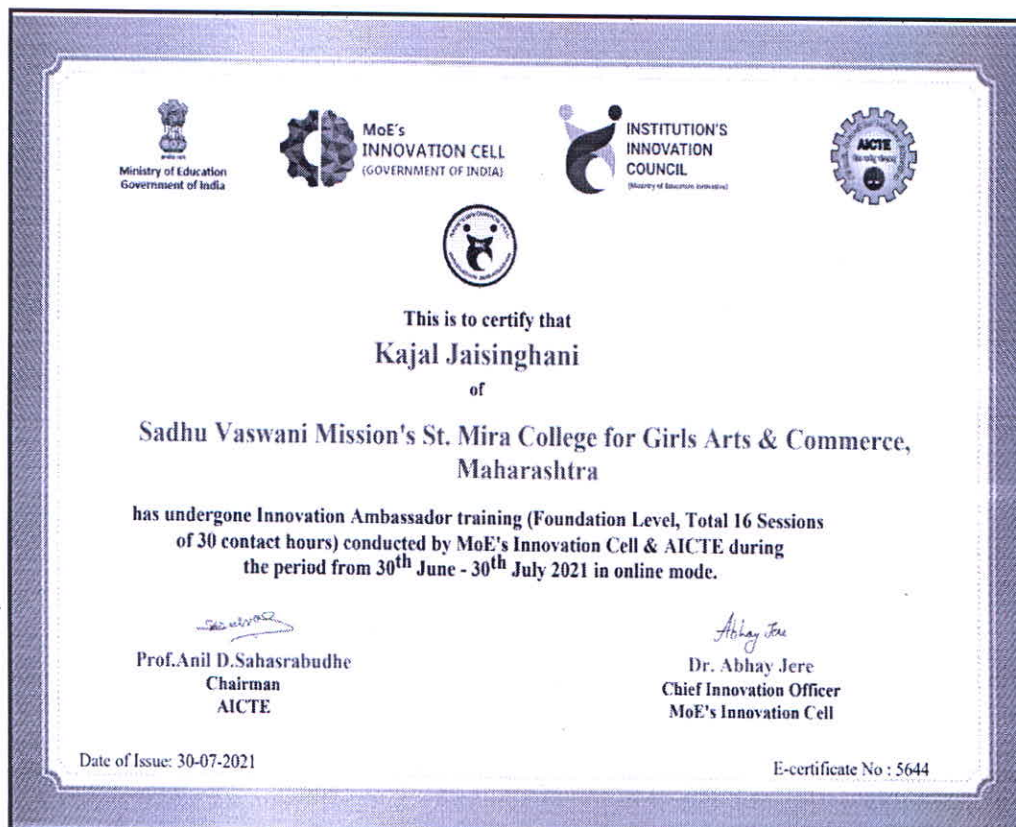 Ministry of Education
Government of India
MoE's
INNOVATION CELL
(GOVERNMENT OF INDIA)
INSTITUTION'S
INNOVATION
COUNCIL
(Ministry of Education Initiative)
AICTE
This is to certify that
Kajal Jaisinghani
of
Sadhu Vaswani Mission's St. Mira College for Girls Arts & Commerce,
Maharashtra
has undergone Innovation Ambassador training (Foundation Level, Total 16 Sessions
of 30 contact hours) conducted by MoE's Innovation Cell & AICTE during
the period from 30th June - 30th July 2021 in online mode.
Abhay Jere
Prof.Anil D.Sahasrabudhe
Chairman
AICTE
Dr. Abhay Jere
Chief Innovation Officer
MoE's Innovation Cell
Date of Issue: 30-07-2021
E-certificate No : 5644